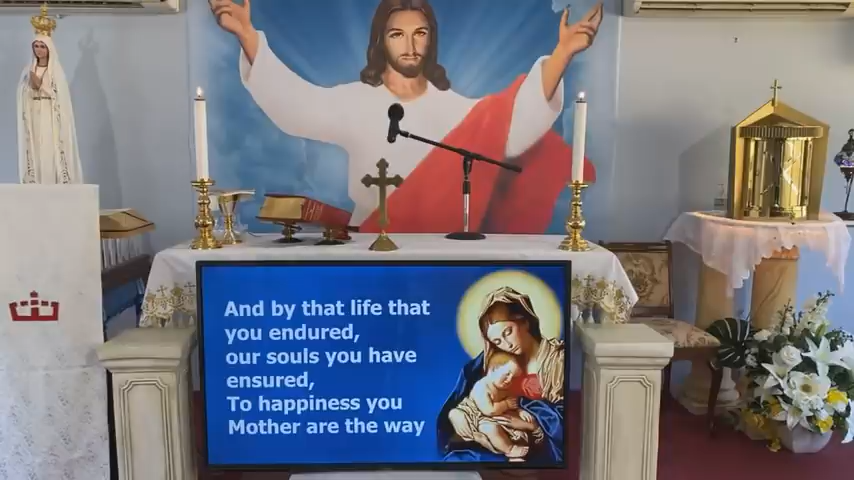 And by that life that
you endured,
our souls you have
ensured,
To happiness you
Mother are the way